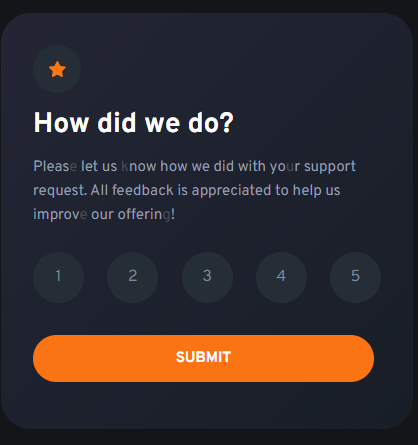 How did we do?
Please let us know how we did with your support
request. All feedback is appreciated to help us
improve our offering!
1 2 3 4 5
SUBMIT